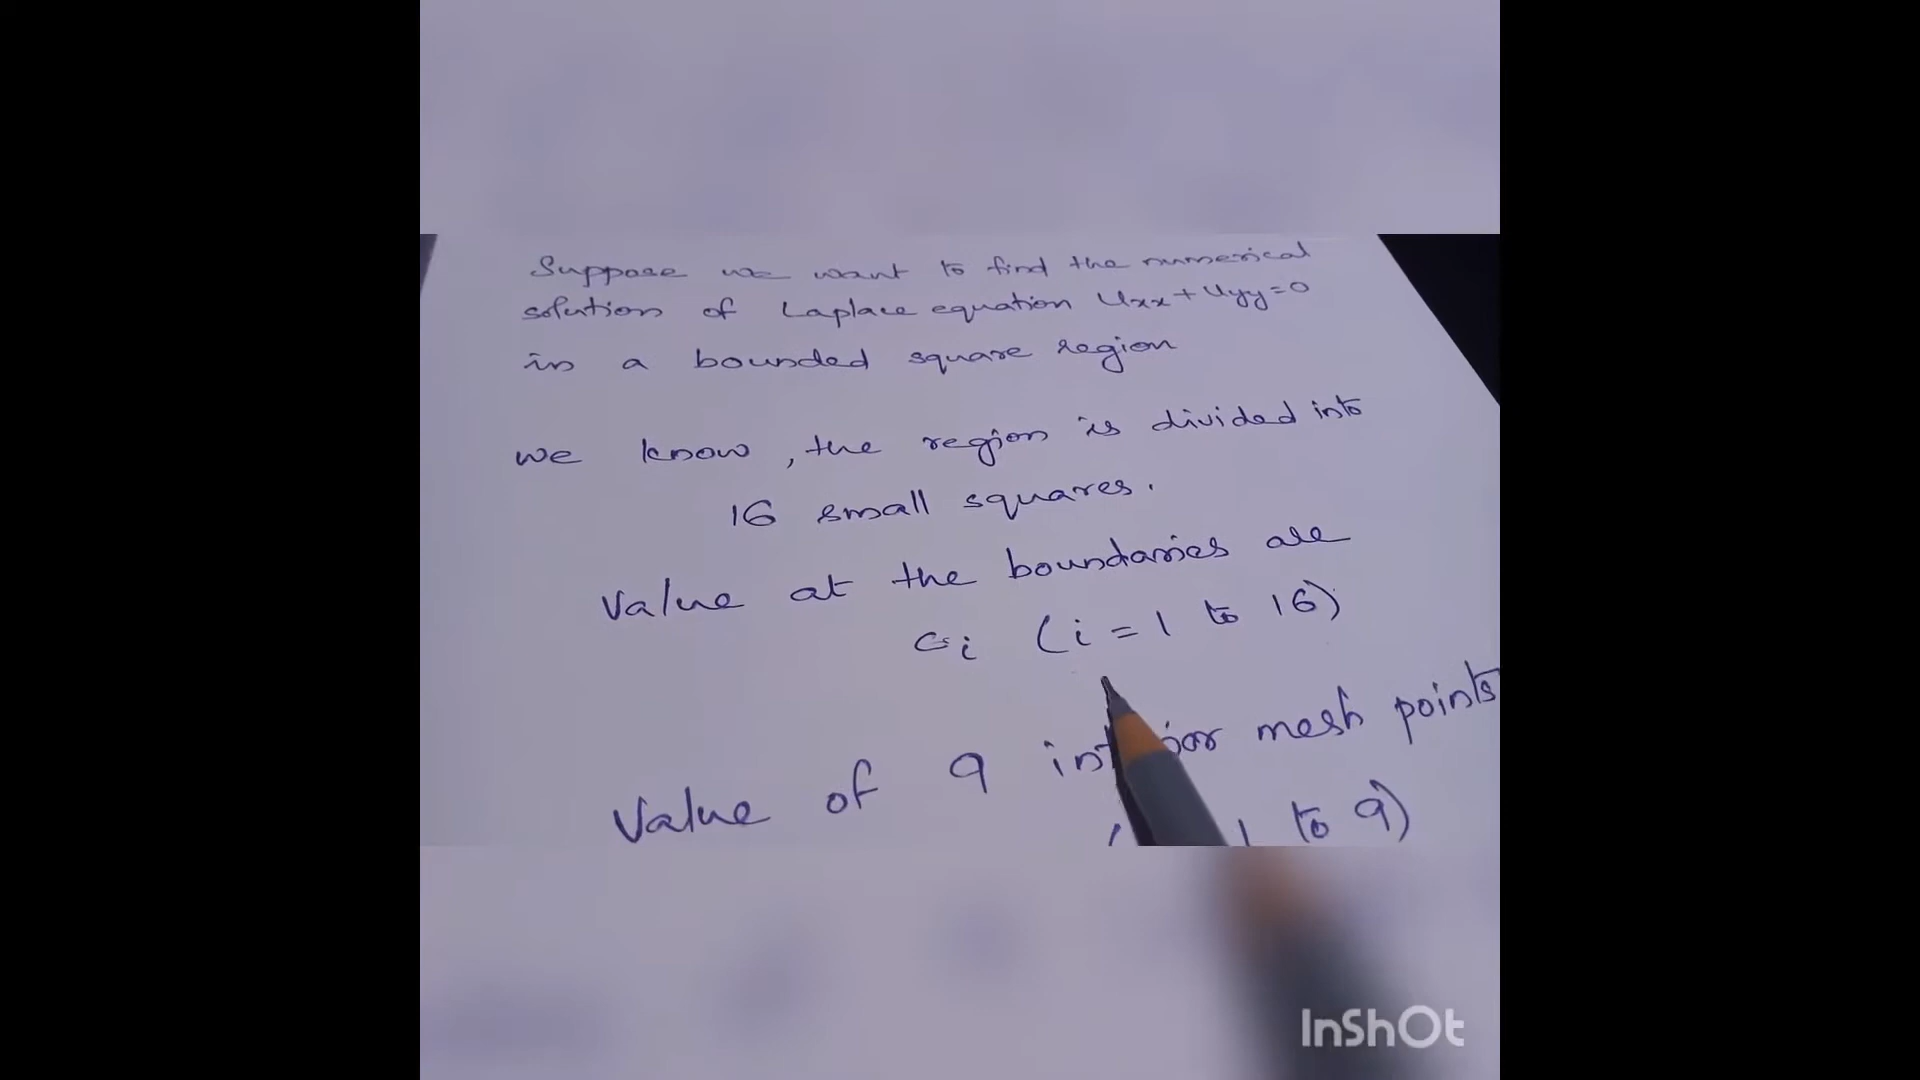 Suppose we want to find the numerical
solution of Laplace equation Uxx + Uyy = 0
in a bounded square region
we know, the region is divided into
16 small squares.
Value at the boundaries are
ci (i = 1 to 16)
Value of 9 mesh points
1 to 9)
InShOt